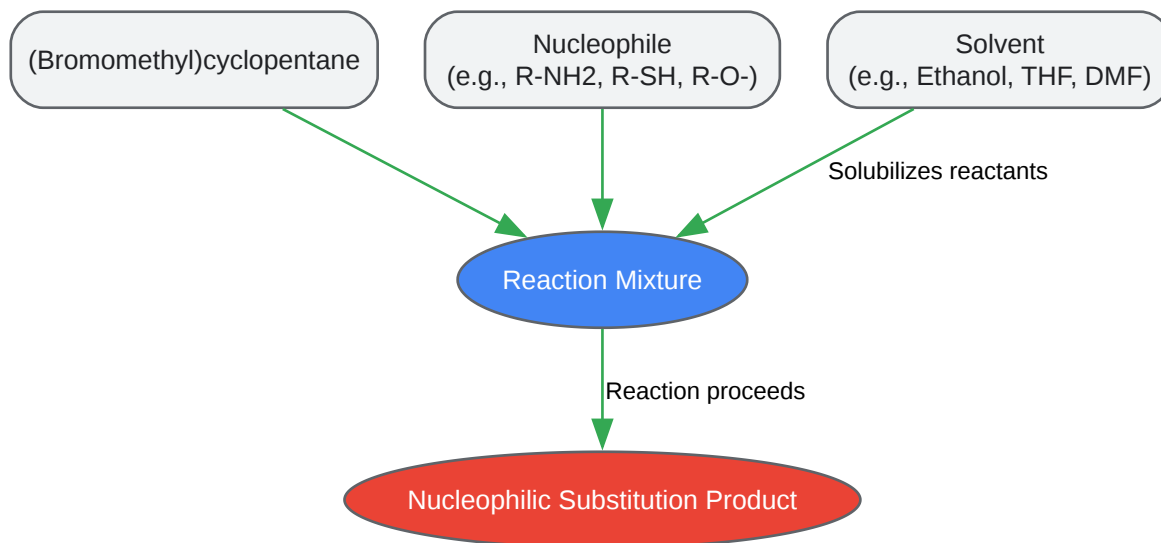 (Bromomethyl)cyclopentane
Nucleophile
(e.g., R-NH2, R-SH, R-O-)
Solvent
(e.g., Ethanol, THF, DMF)
Solubilizes reactants
Reaction Mixture
Reaction proceeds
Nucleophilic Substitution Product